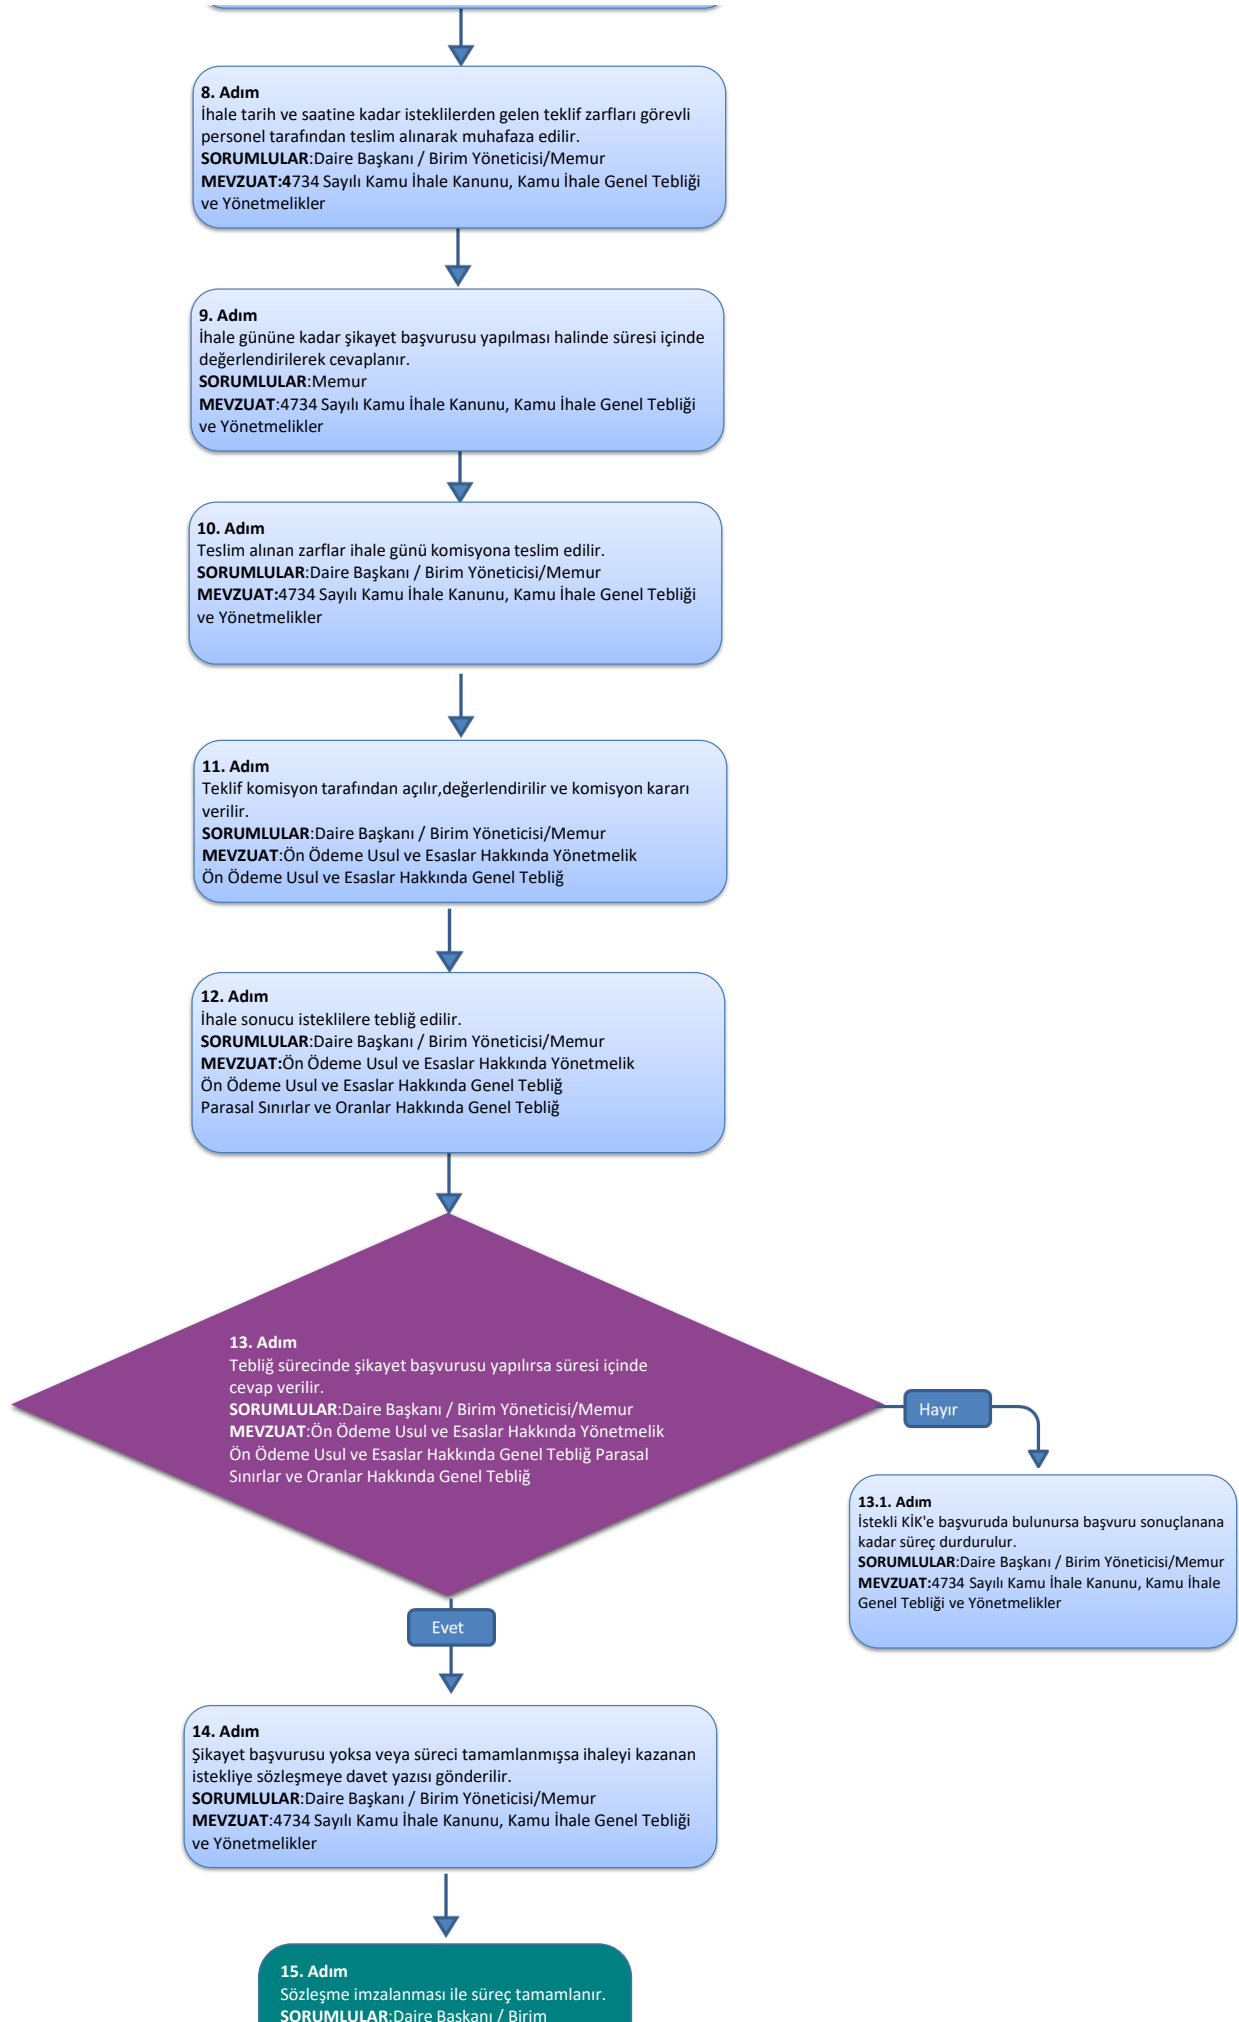 8. Adım
İhale tarih ve saatine kadar isteklilerden gelen teklif zarfları görevli
personel tarafından teslim alınarak muhafaza edilir.
SORUMLULAR:Daire Başkanı / Birim Yöneticisi/Memur
MEVZUAT:4734 Sayılı Kamu İhale Kanunu, Kamu İhale Genel Tebliği
ve Yönetmelikler
9. Adım
İhale gününe kadar şikayet başvurusu yapılması halinde süresi içinde
değerlendirilerek cevaplanır.
SORUMLULAR:Memur
MEVZUAT:4734 Sayılı Kamu İhale Kanunu, Kamu İhale Genel Tebliği
ve Yönetmelikler
10. Adım
Teslim alınan zarflar ihale günü komisyona teslim edilir.
SORUMLULAR:Daire Başkanı / Birim Yöneticisi/Memur
MEVZUAT:4734 Sayılı Kamu İhale Kanunu, Kamu İhale Genel Tebliği
ve Yönetmelikler
11. Adım
Teklif komisyon tarafından açılır,değerlendirilir ve komisyon kararı
verilir.
SORUMLULAR:Daire Başkanı / Birim Yöneticisi/Memur
MEVZUAT:Ön Ödeme Usul ve Esaslar Hakkında Yönetmelik
Ön Ödeme Usul ve Esaslar Hakkında Genel Tebliğ
12. Adım
İhale sonucu isteklilere tebliğ edilir.
SORUMLULAR:Daire Başkanı / Birim Yöneticisi/Memur
MEVZUAT:Ön Ödeme Usul ve Esaslar Hakkında Yönetmelik
Ön Ödeme Usul ve Esaslar Hakkında Genel Tebliğ
Parasal Sınırlar ve Oranlar Hakkında Genel Tebliğ
13. Adım
Tebliğ sürecinde şikayet başvurusu yapılırsa süresi içinde
cevap verilir.
SORUMLULAR:Daire Başkanı / Birim Yöneticisi/Memur
MEVZUAT:Ön Ödeme Usul ve Esaslar Hakkında Yönetmelik
Ön Ödeme Usul ve Esaslar Hakkında Genel Tebliğ Parasal
Sınırlar ve Oranlar Hakkında Genel Tebliğ
Hayır
13.1. Adım
İstekli KİK'e başvuruda bulunursa başvuru sonuçlanana
kadar süreç durdurulur.
SORUMLULAR:Daire Başkanı / Birim Yöneticisi/Memur
MEVZUAT:4734 Sayılı Kamu İhale Kanunu, Kamu İhale
Genel Tebliği ve Yönetmelikler
Evet
14. Adım
Şikayet başvurusu yoksa veya süreci tamamlanmışsa ihaleyi kazanan
istekliye sözleşmeye davet yazısı gönderilir.
SORUMLULAR:Daire Başkanı / Birim Yöneticisi/Memur
MEVZUAT:4734 Sayılı Kamu İhale Kanunu, Kamu İhale Genel Tebliği
ve Yönetmelikler
15. Adım
Sözleşme imzalanması ile süreç tamamlanır.
SORUMLULAR:Daire Başkanı / Birim